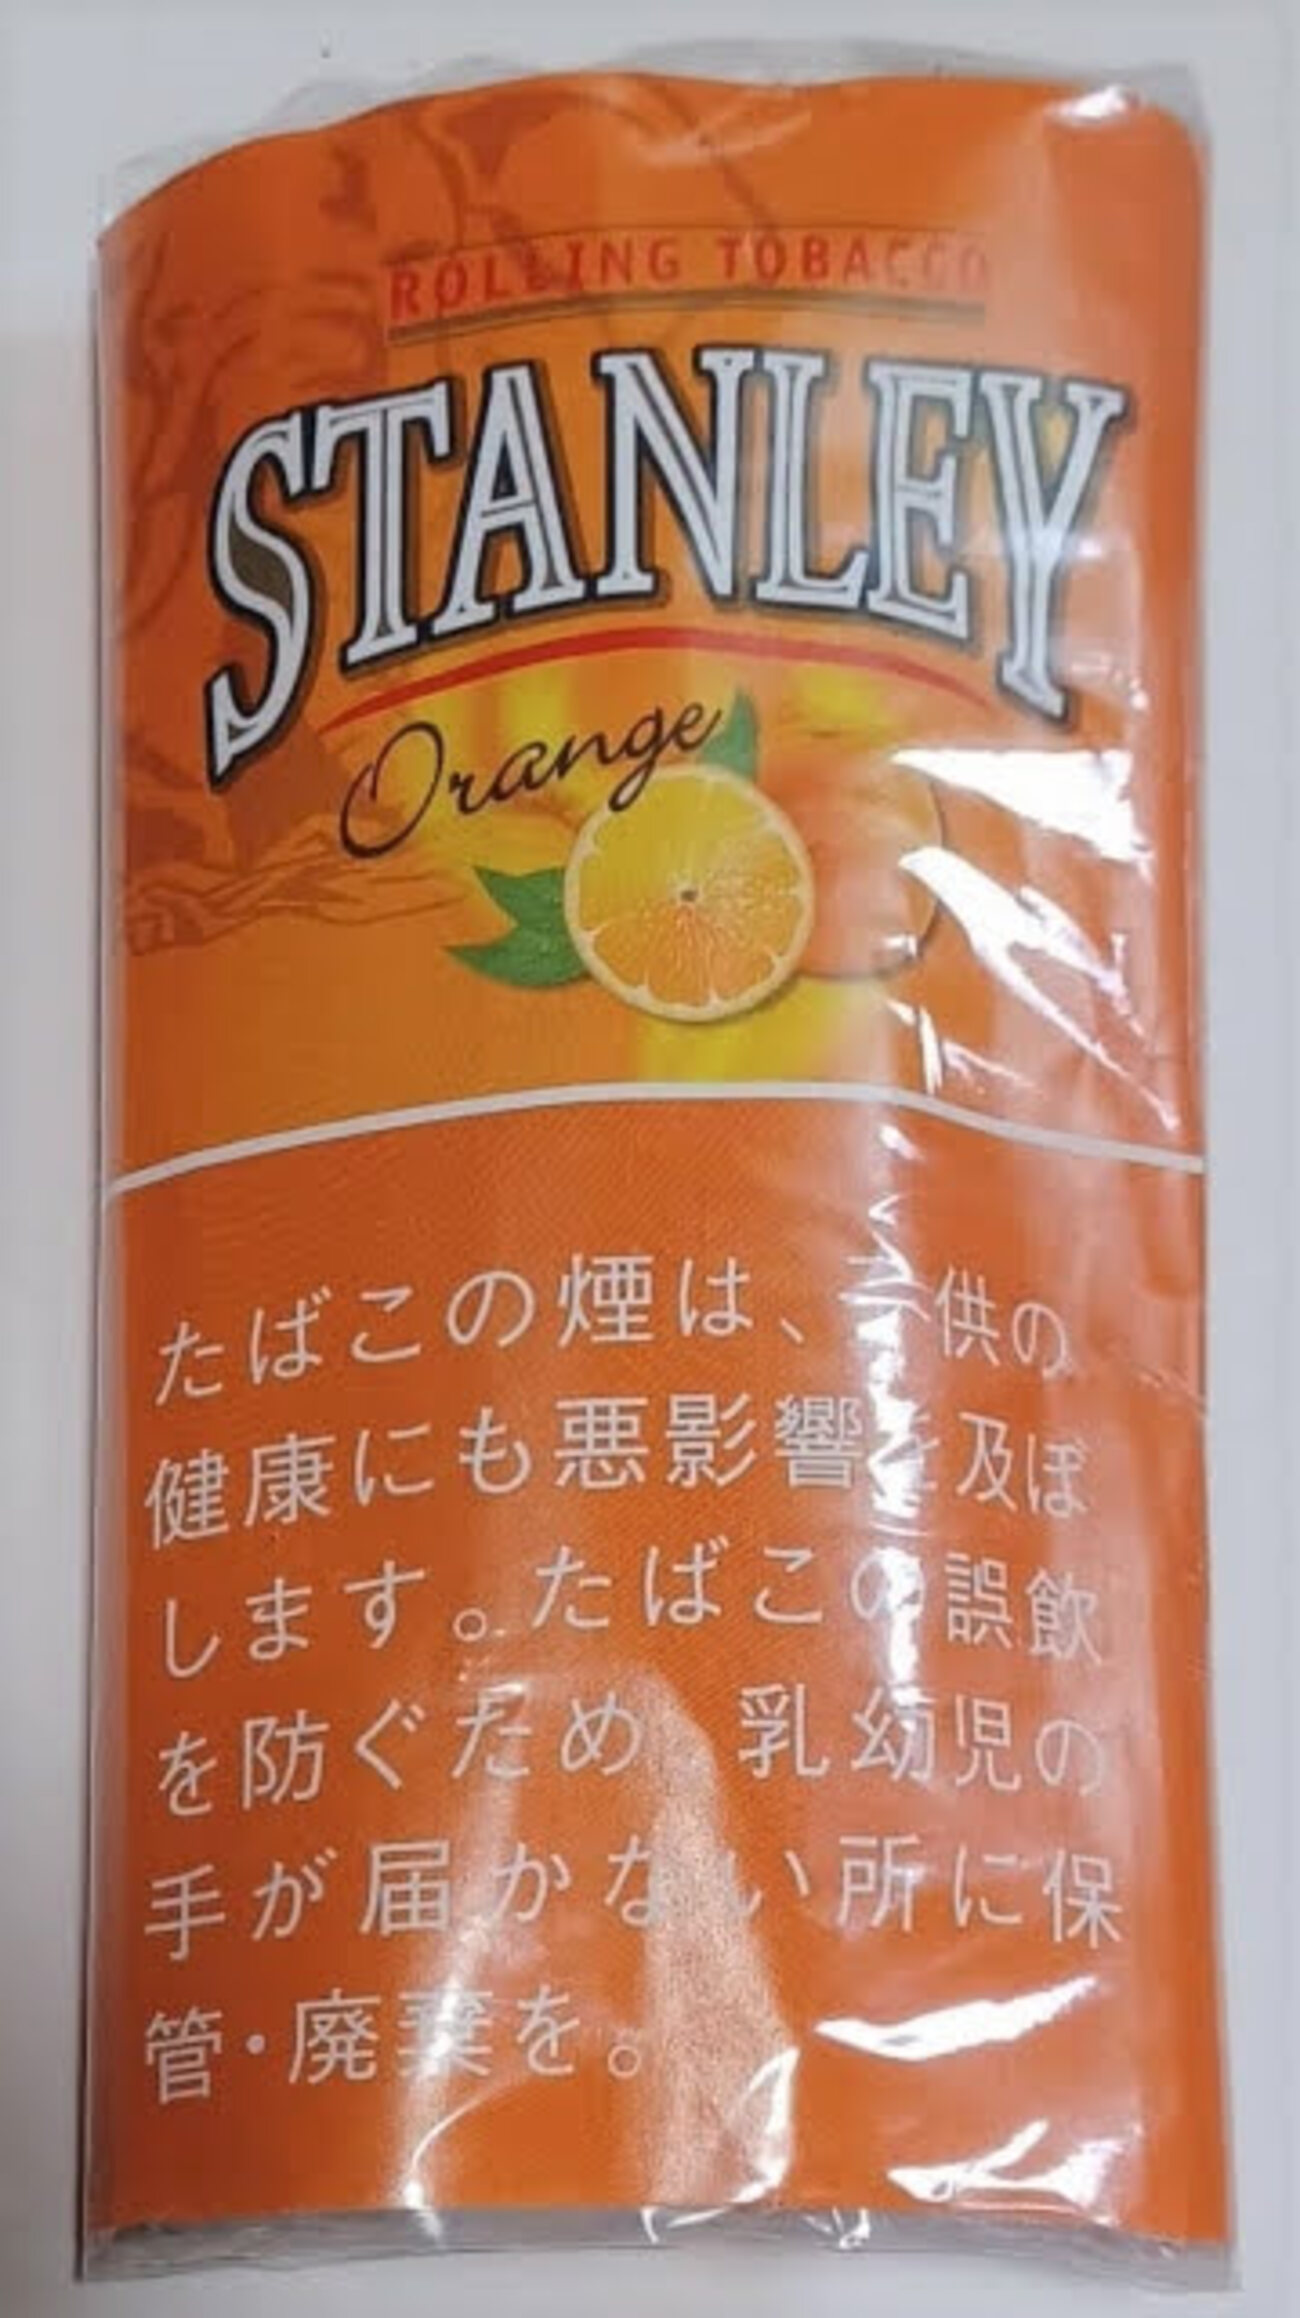 ROLLING TOBACCO
STANLEY
Orange
たばこの煙は、子供の
健康にも悪影響を及ぼ
します。たばこの誤飲
を防ぐため 乳幼児の
手が届かない所に保
管・廃棄を。